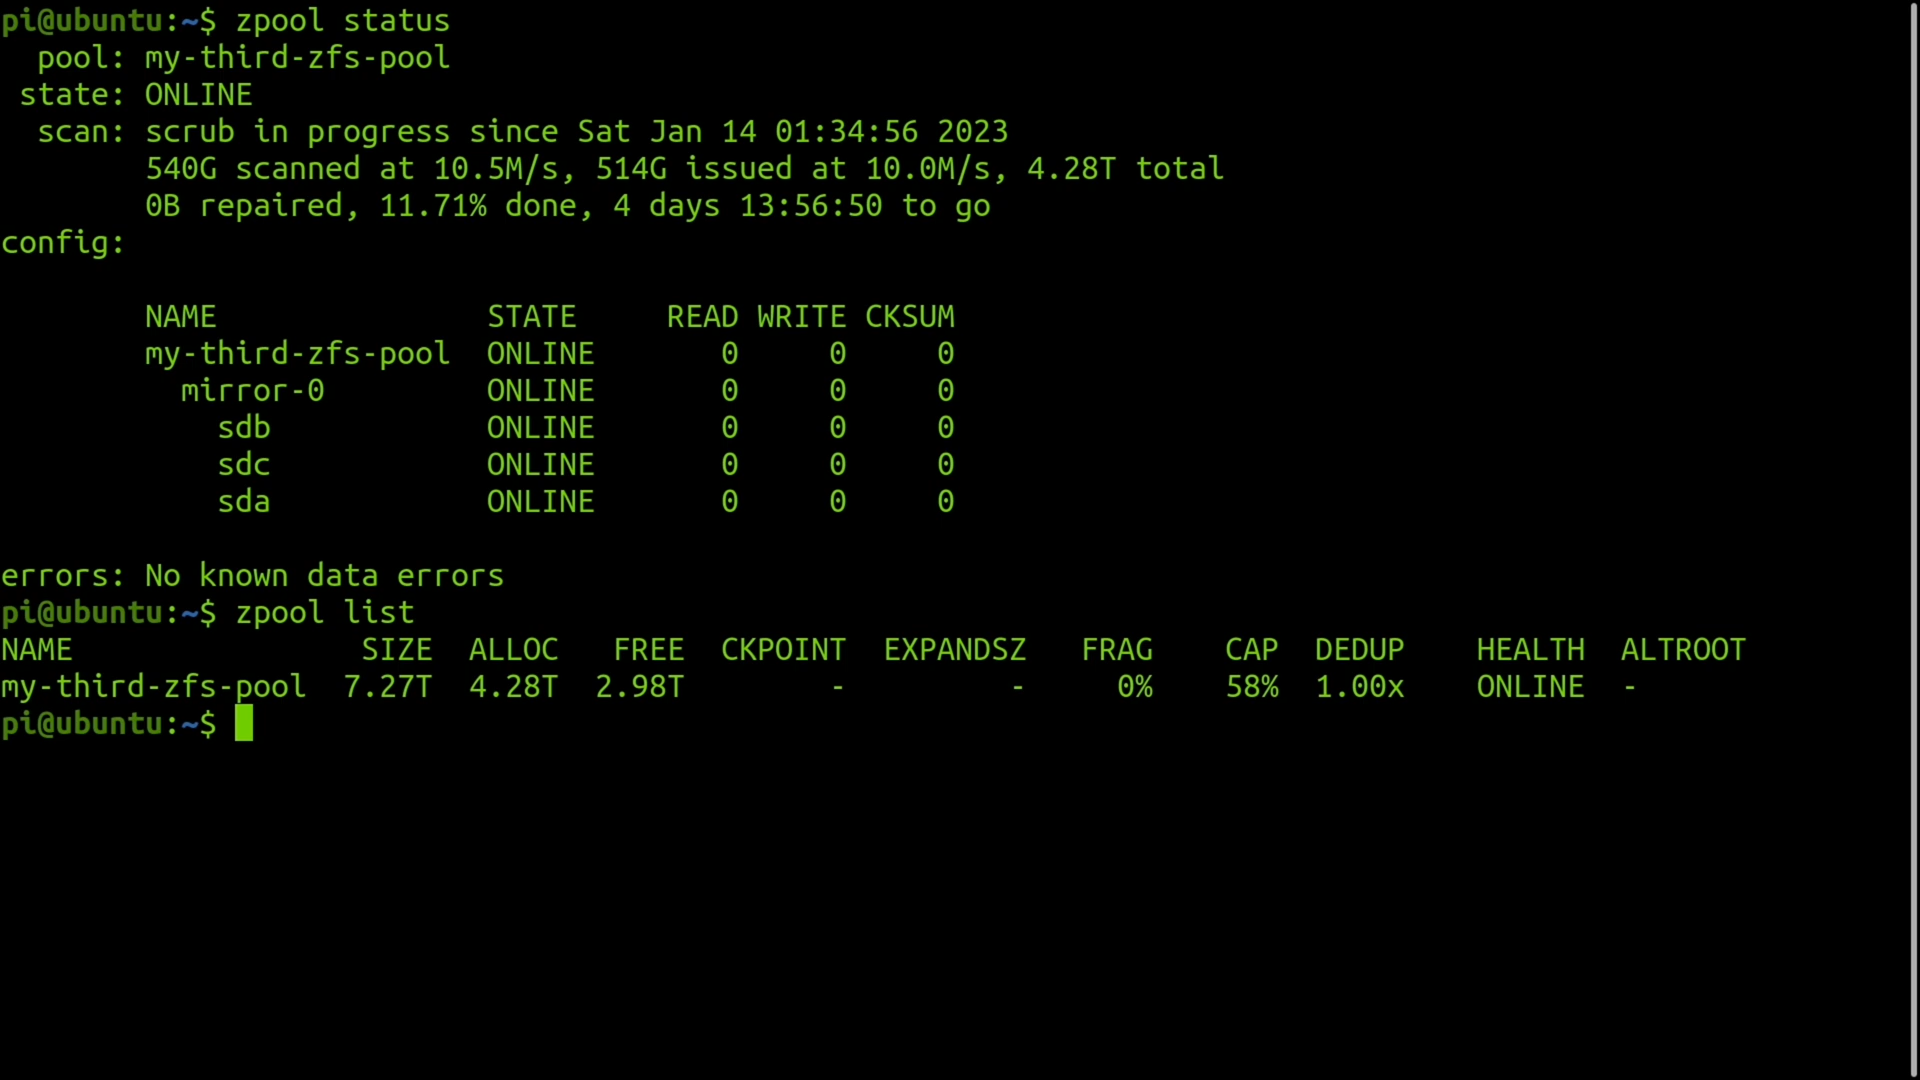 pi@ubuntu:~$ zpool status
  pool: my-third-zfs-pool
 state: ONLINE
  scan: scrub in progress since Sat Jan 14 01:34:56 2023
        540G scanned at 10.5M/s, 514G issued at 10.0M/s, 4.28T total
        0B repaired, 11.71% done, 4 days 13:56:50 to go
config:

        NAME               STATE     READ WRITE CKSUM
        my-third-zfs-pool  ONLINE       0     0     0
          mirror-0         ONLINE       0     0     0
            sdb            ONLINE       0     0     0
            sdc            ONLINE       0     0     0
            sda            ONLINE       0     0     0

errors: No known data errors
pi@ubuntu:~$ zpool list
NAME                SIZE  ALLOC   FREE  CKPOINT  EXPANDSZ   FRAG    CAP  DEDUP    HEALTH  ALTROOT
my-third-zfs-pool  7.27T  4.28T  2.98T        -         -     0%    58%  1.00x    ONLINE  -
pi@ubuntu:~$